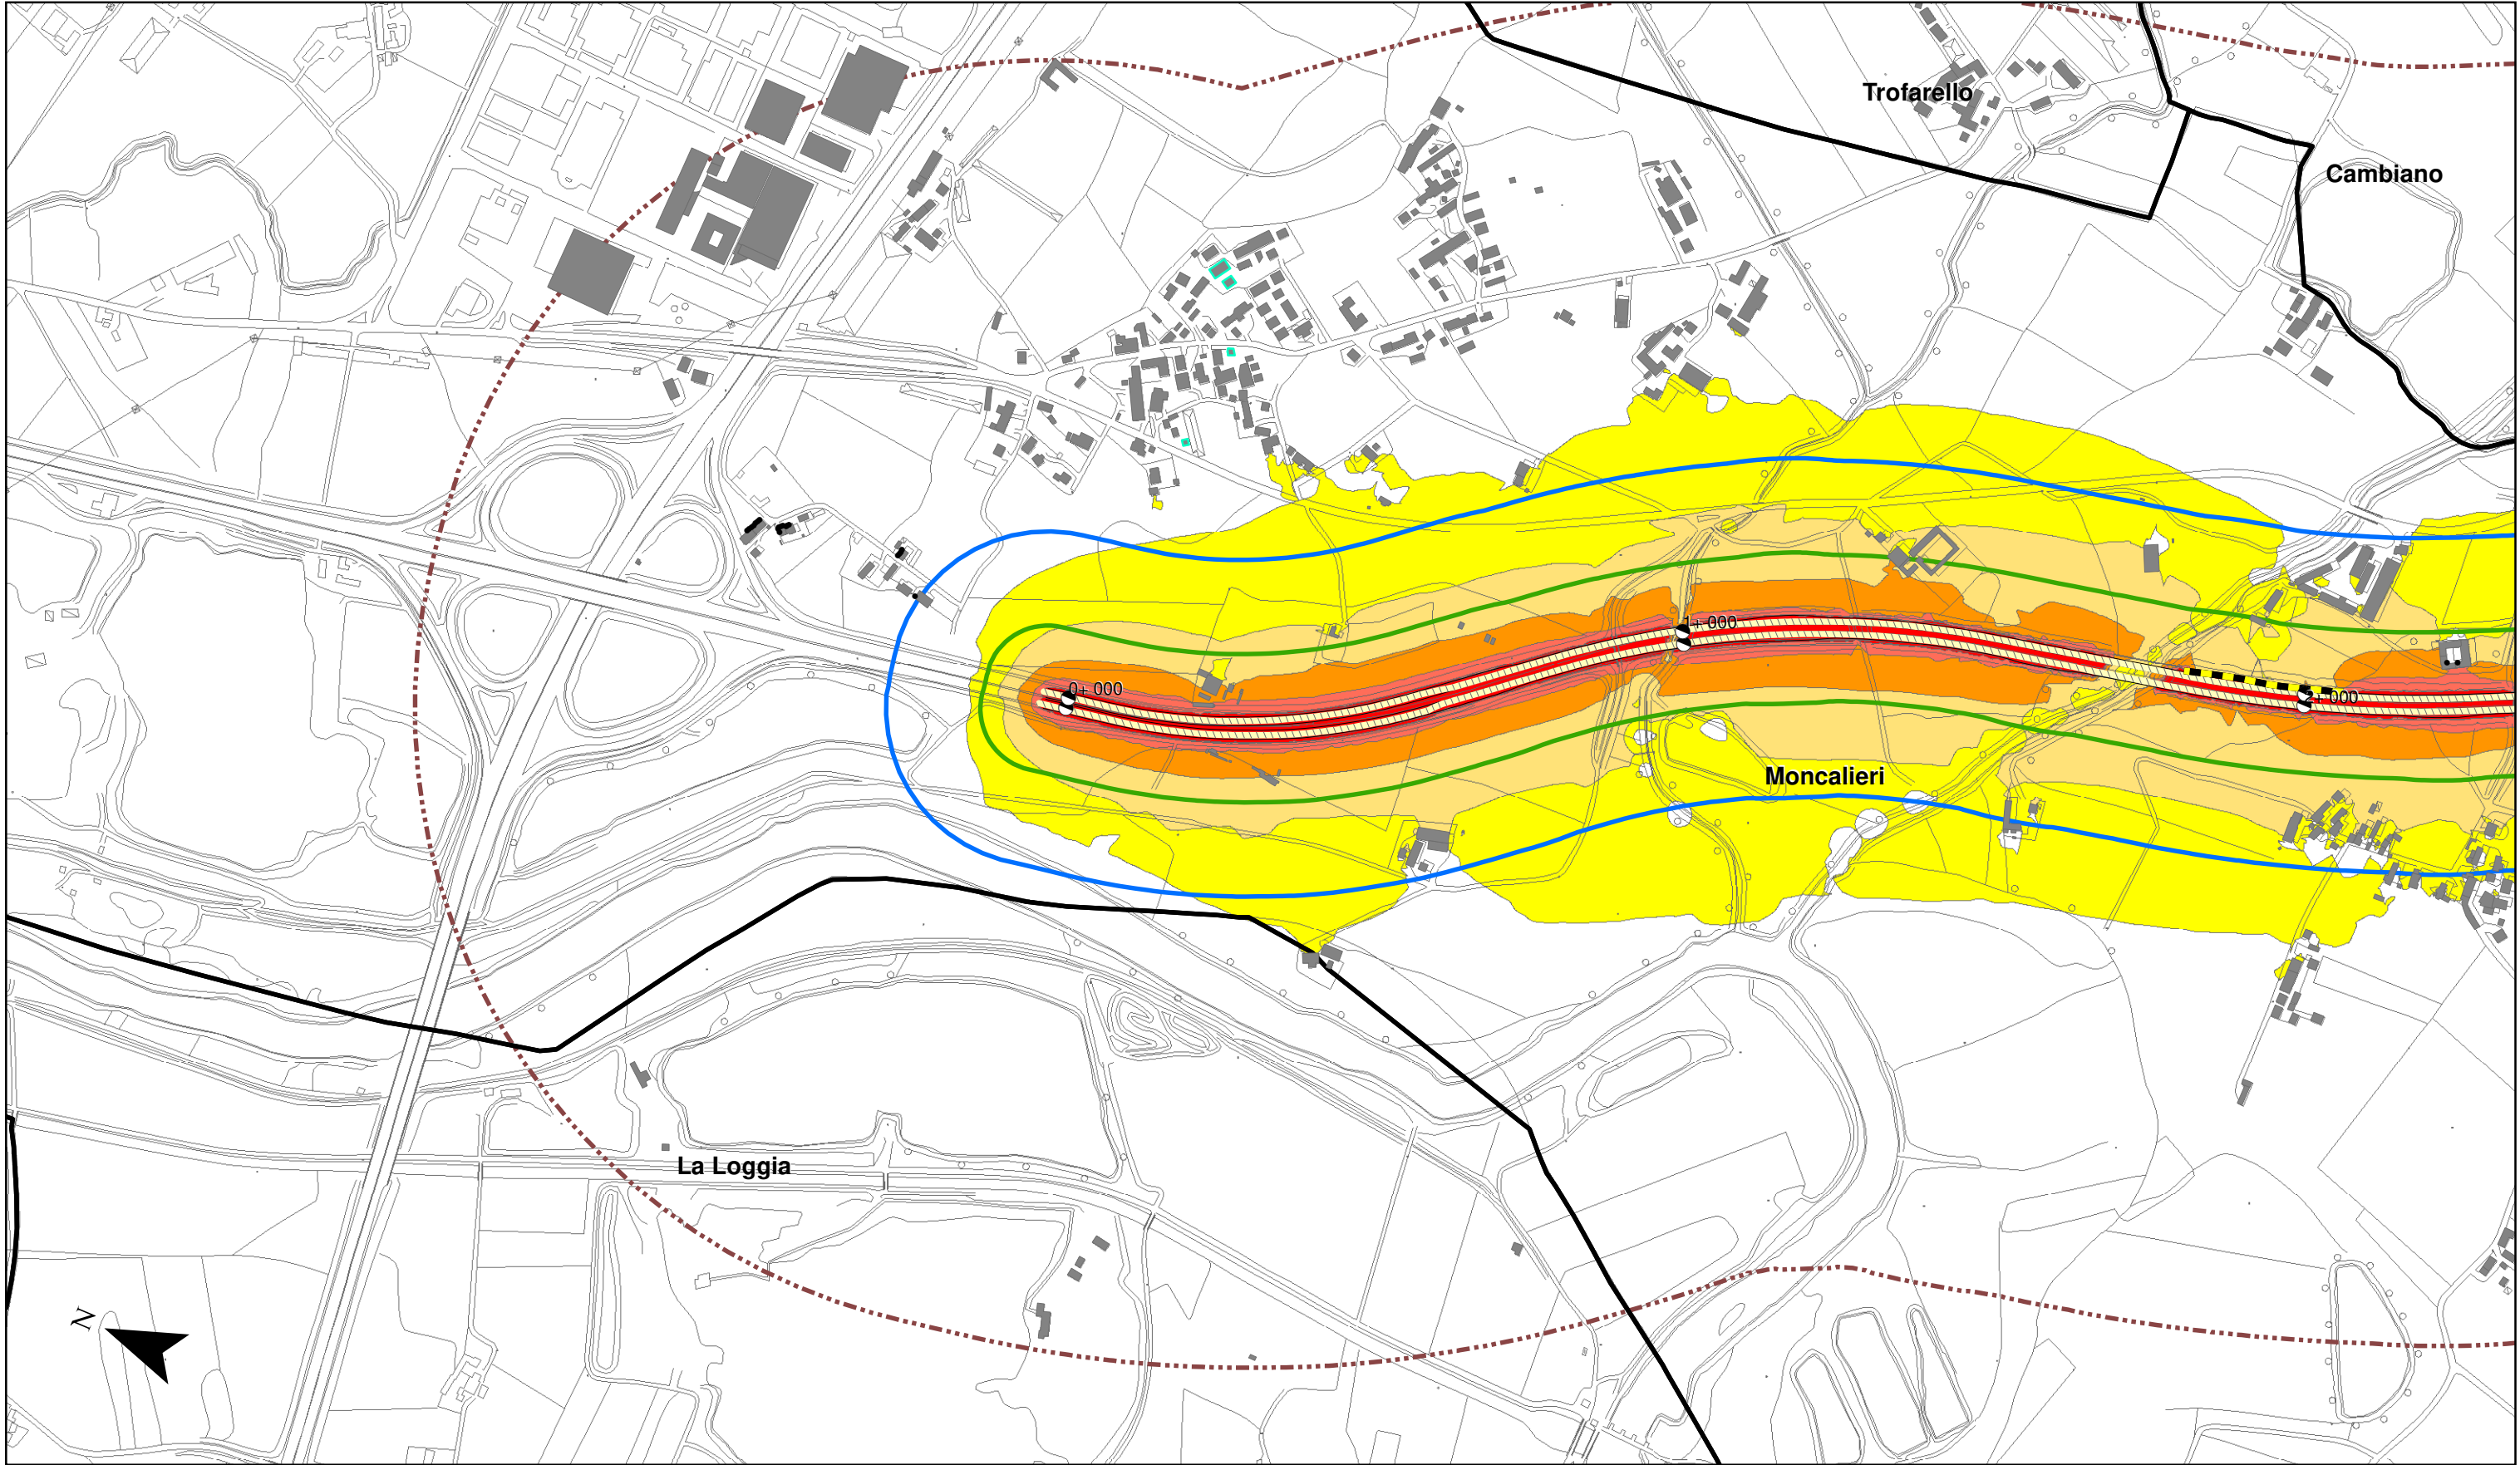 Trofarello
Cambiano
1+ 000
0+ 000
2+ 000
Moncalieri
La Loggia
N